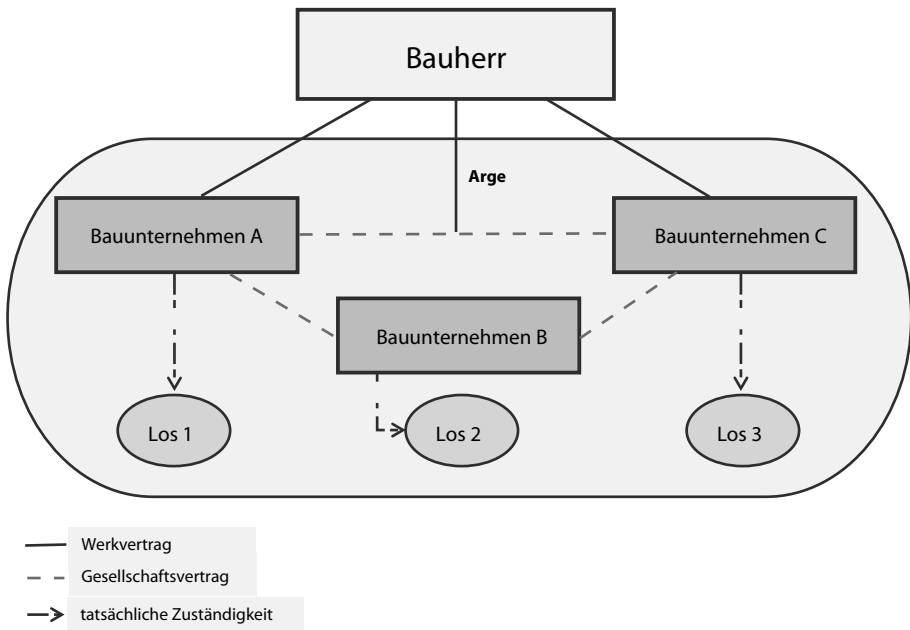 Bauherr
Arge
Bauunternehmen A
Bauunternehmen C
Bauunternehmen B
Los 1
Los 2
Los 3
Werkvertrag
Gesellschaftsvertrag
tatsächliche Zuständigkeit